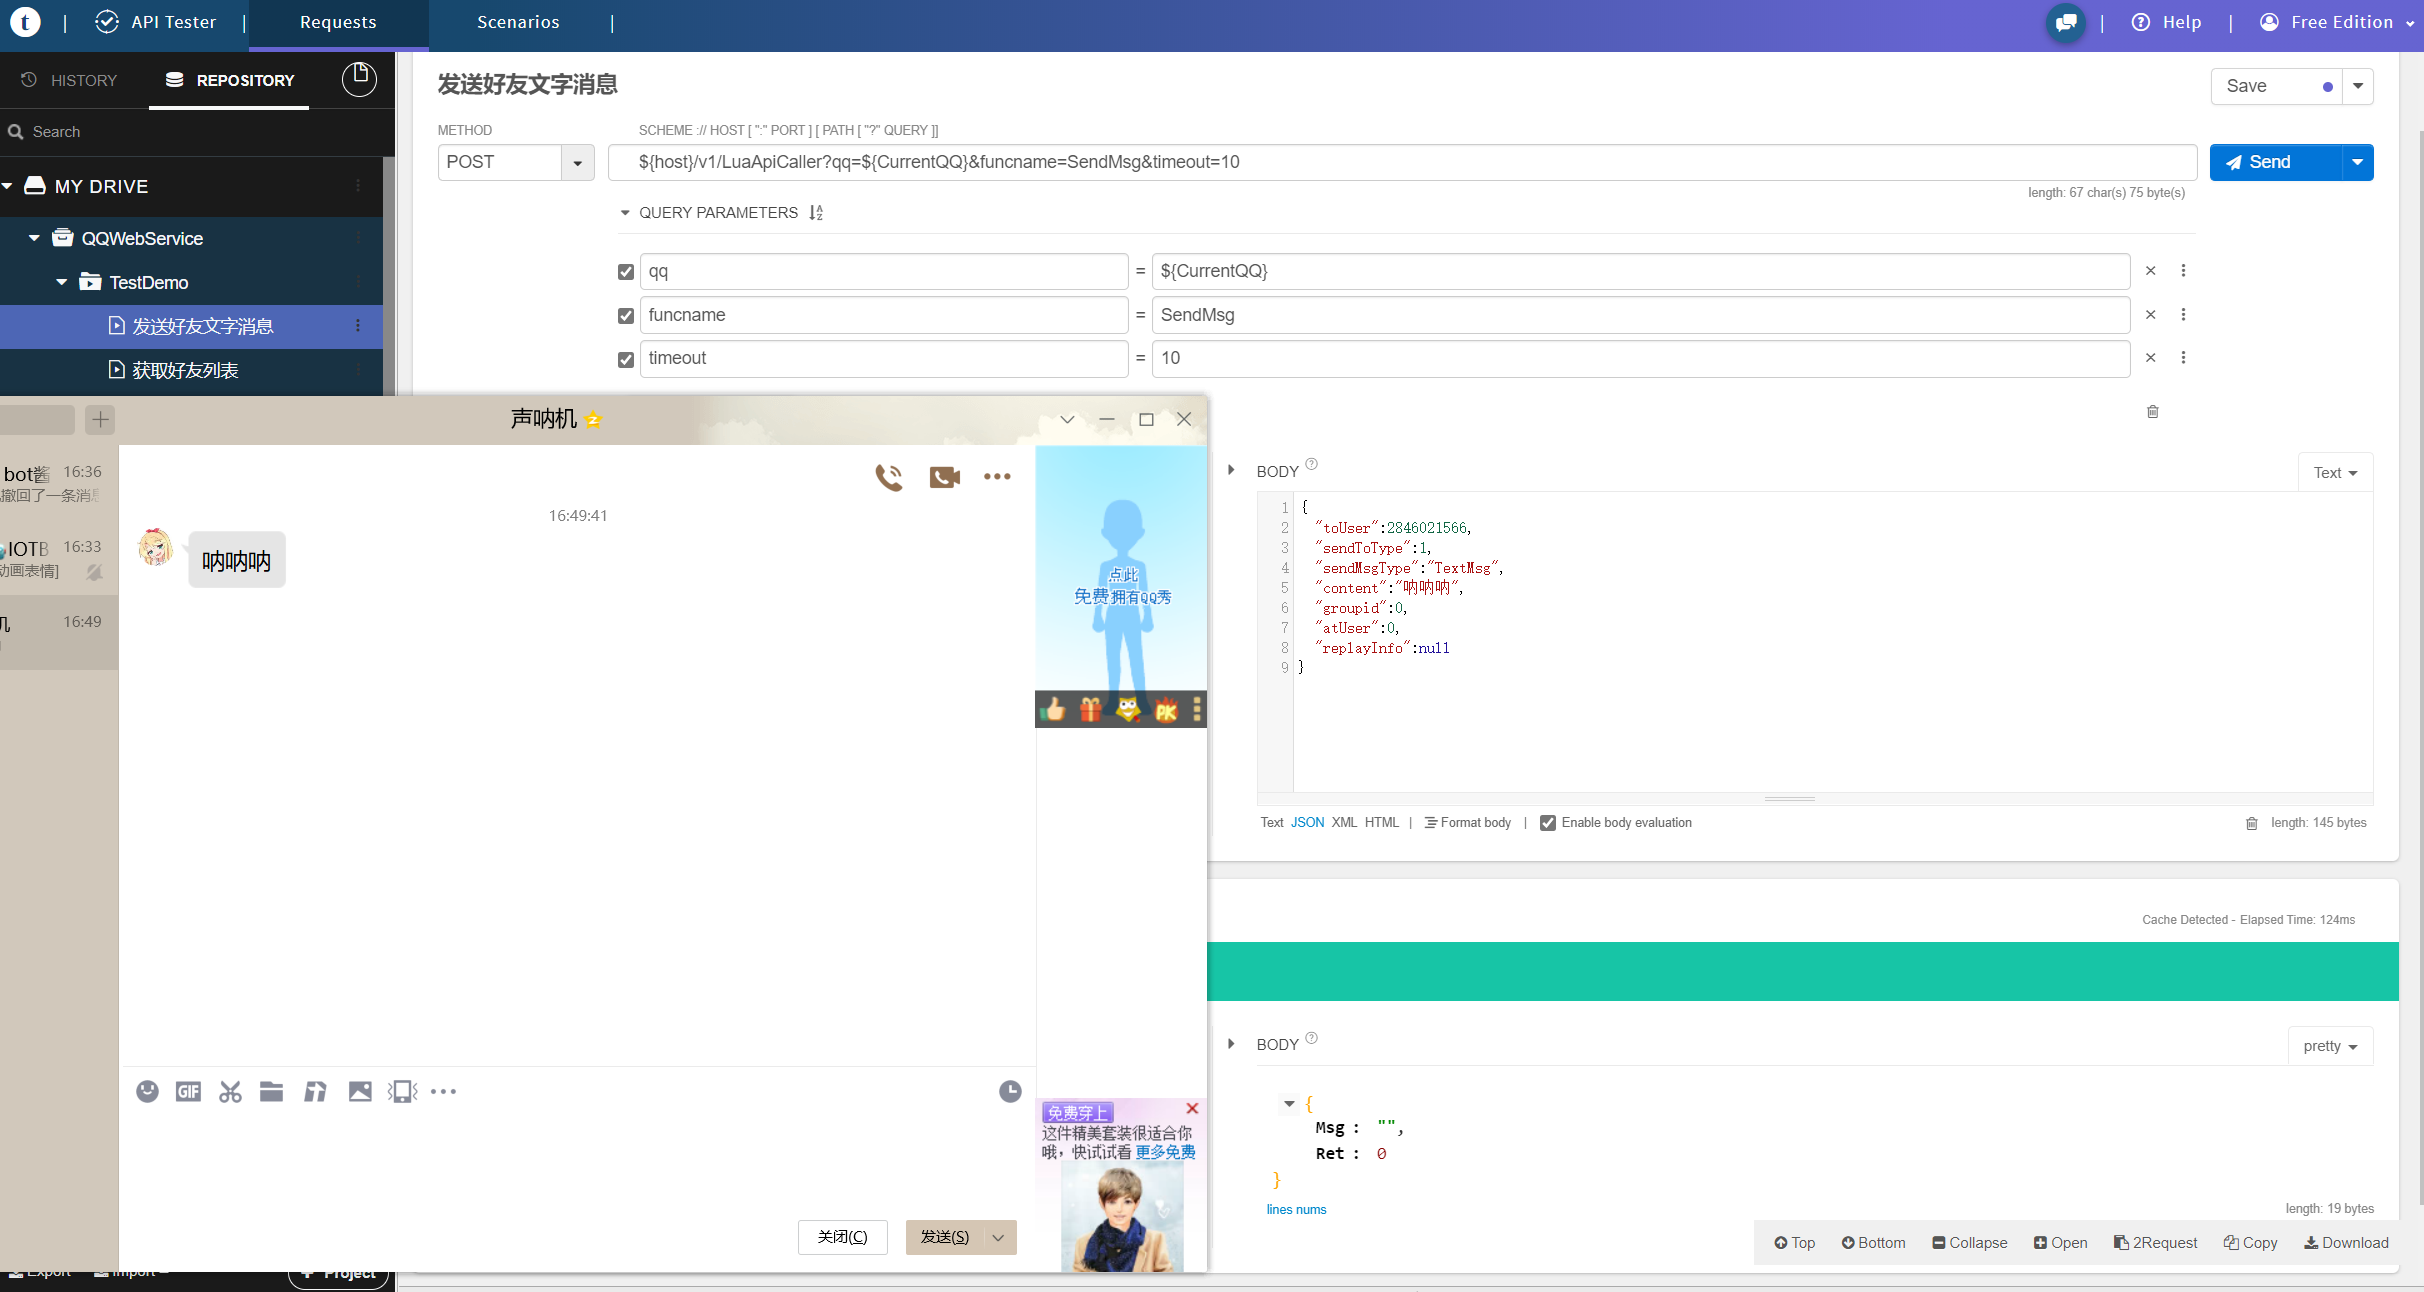 t | API Tester | Requests Scenarios | | Help | Free Edition
HISTORY REPOSITORY
Search
MY DRIVE
QQWebService
TestDemo
发送好友文字消息
获取好友列表
发送好友文字消息
Save
METHOD SCHEME :// HOST [ ":" PORT ] [ PATH [ "?" QUERY ]]
POST ${host}/v1/LuaApiCaller?qq=${CurrentQQ}&funcname=SendMsg&timeout=10 Send
length: 67 char(s) 75 byte(s)
QUERY PARAMETERS
qq = ${CurrentQQ}
funcname = SendMsg
timeout = 10
声呐机
bot酱 16:36
撤回了一条消息
IOTB 16:33
动画表情]
机 16:49
16:49:41
呐呐呐
点此
免费拥有QQ秀
PK
GIF
免费穿上
这件精美套装很适合你
哦，快试试看 更多免费
关闭(C) 发送(S)
Export Import Project
BODY Text
1 {
2 "toUser":2846021566,
3 "sendToType":1,
4 "sendMsgType":"TextMsg",
5 "content":"呐呐呐",
6 "groupid":0,
7 "atUser":0,
8 "replayInfo":null
9 }
Text JSON XML HTML | Format body | Enable body evaluation length: 145 bytes
Cache Detected - Elapsed Time: 124ms
BODY pretty
{
Msg : "",
Ret : 0
}
lines nums
length: 19 bytes
Top Bottom Collapse Open 2Request Copy Download